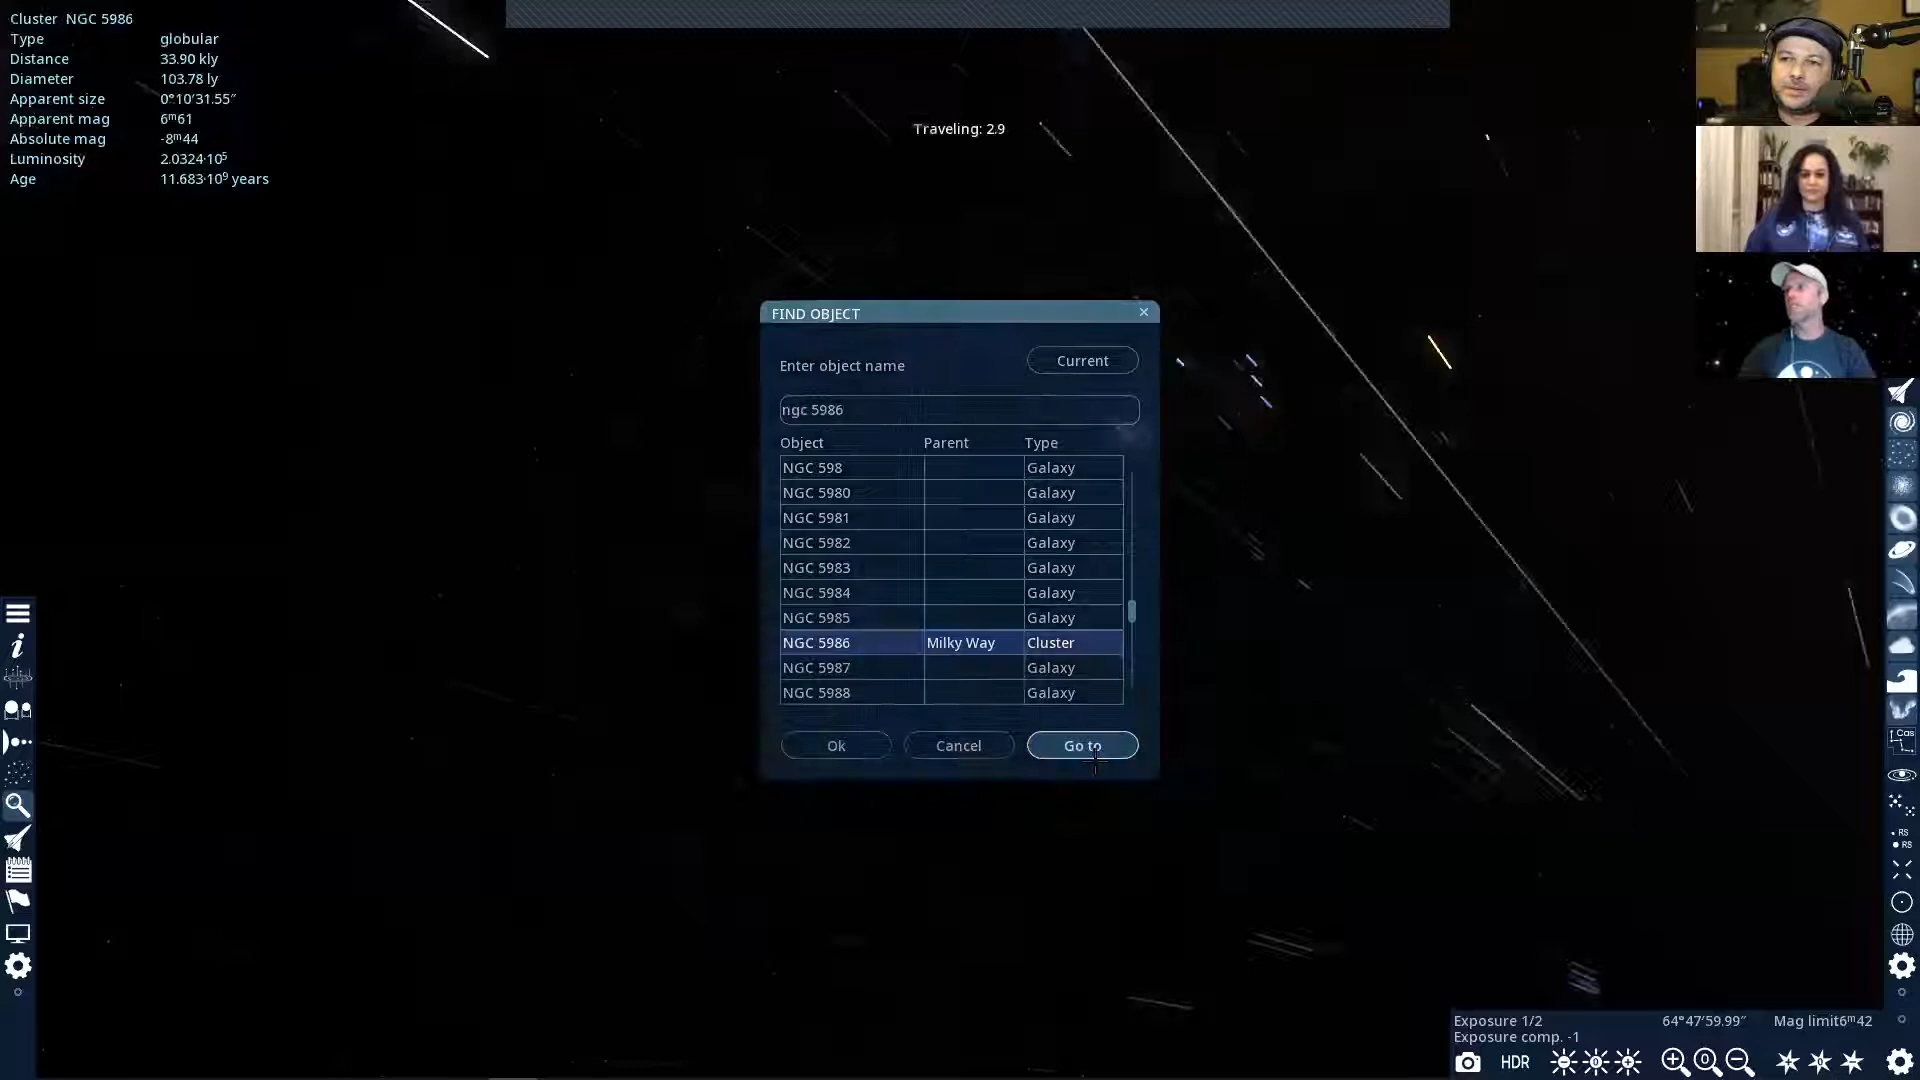 Cluster NGC 5986
Type globular
Distance 33.90 kly
Diameter 103.78 ly
Apparent size 0°10′31.55″
Apparent mag 6ᵐ61
Absolute mag -8ᵐ44
Luminosity 2.0324·10⁵
Age 11.683·10⁹ years
Traveling: 2.9
FIND OBJECT
Enter object name
Current
ngc 5986
Object Parent Type
NGC 598 Galaxy
NGC 5980 Galaxy
NGC 5981 Galaxy
NGC 5982 Galaxy
NGC 5983 Galaxy
NGC 5984 Galaxy
NGC 5985 Galaxy
NGC 5986 Milky Way Cluster
NGC 5987 Galaxy
NGC 5988 Galaxy
Ok Cancel Go to
Cas
RS
RS
Exposure 1/2 64°47′59.99″ Mag limit6ᵐ42
Exposure comp. -1
HDR
0